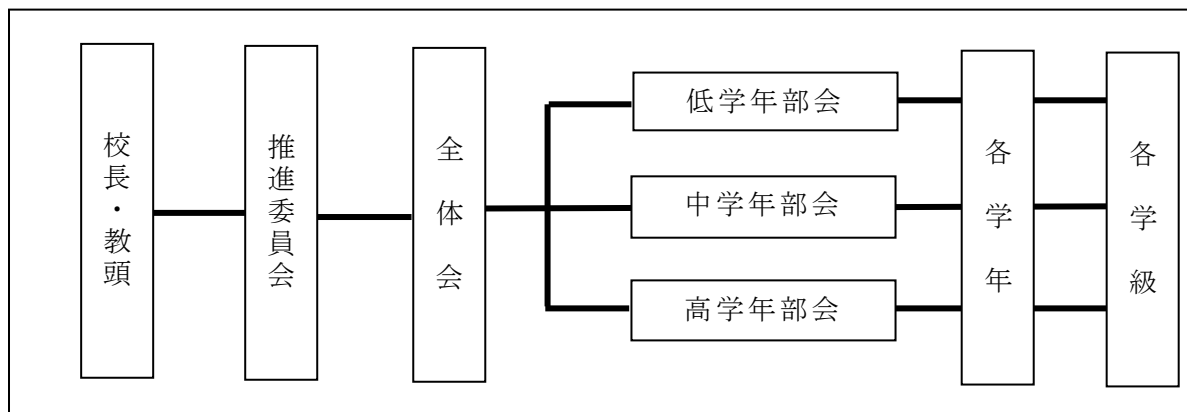 校長・教頭
推進委員会
全体会
低学年部会
中学年部会
高学年部会
各学年
各学級